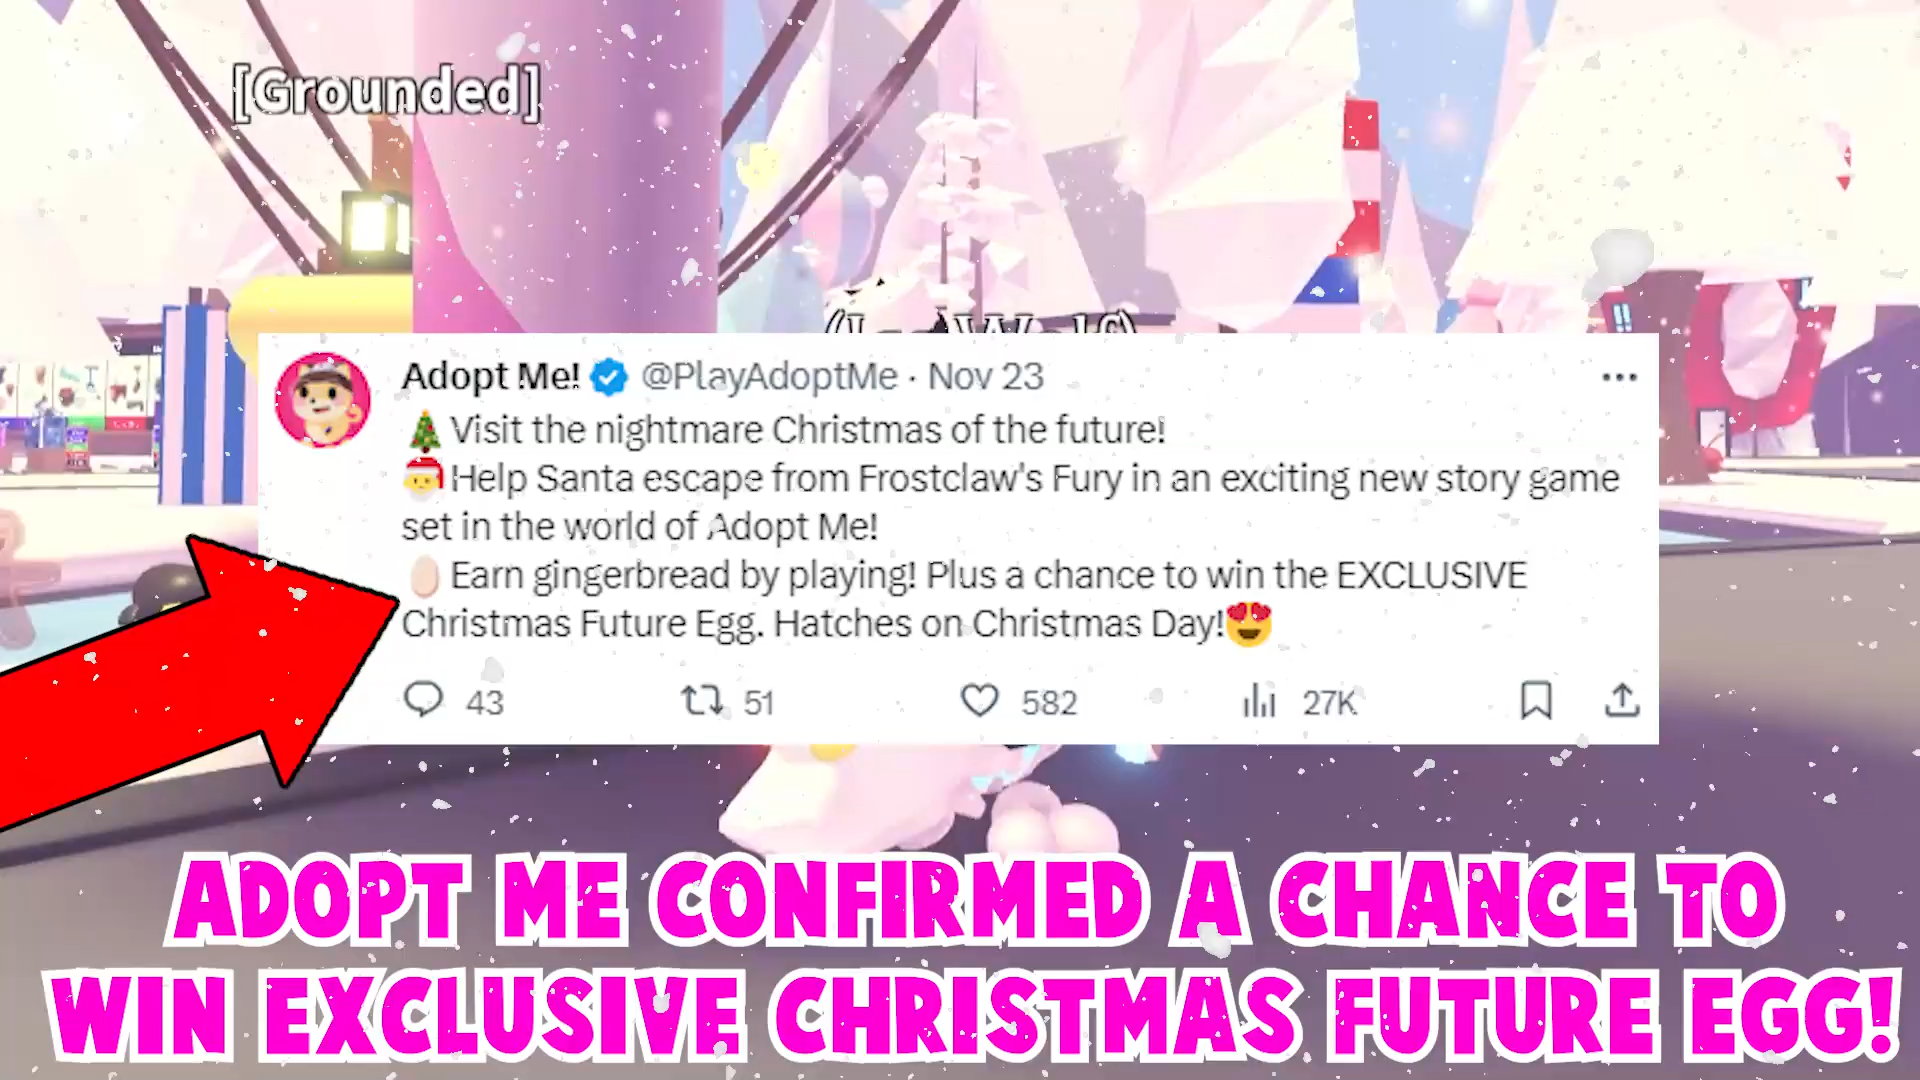 [Grounded]
Adopt Me! @PlayAdoptMe · Nov 23
🎄Visit the nightmare Christmas of the future!
🎅Help Santa escape from Frostclaw's Fury in an exciting new story game
set in the world of Adopt Me!
🥚Earn gingerbread by playing! Plus a chance to win the EXCLUSIVE
Christmas Future Egg. Hatches on Christmas Day!😍
43 51 582 27K
ADOPT ME CONFIRMED A CHANCE TO
WIN EXCLUSIVE CHRISTMAS FUTURE EGG!